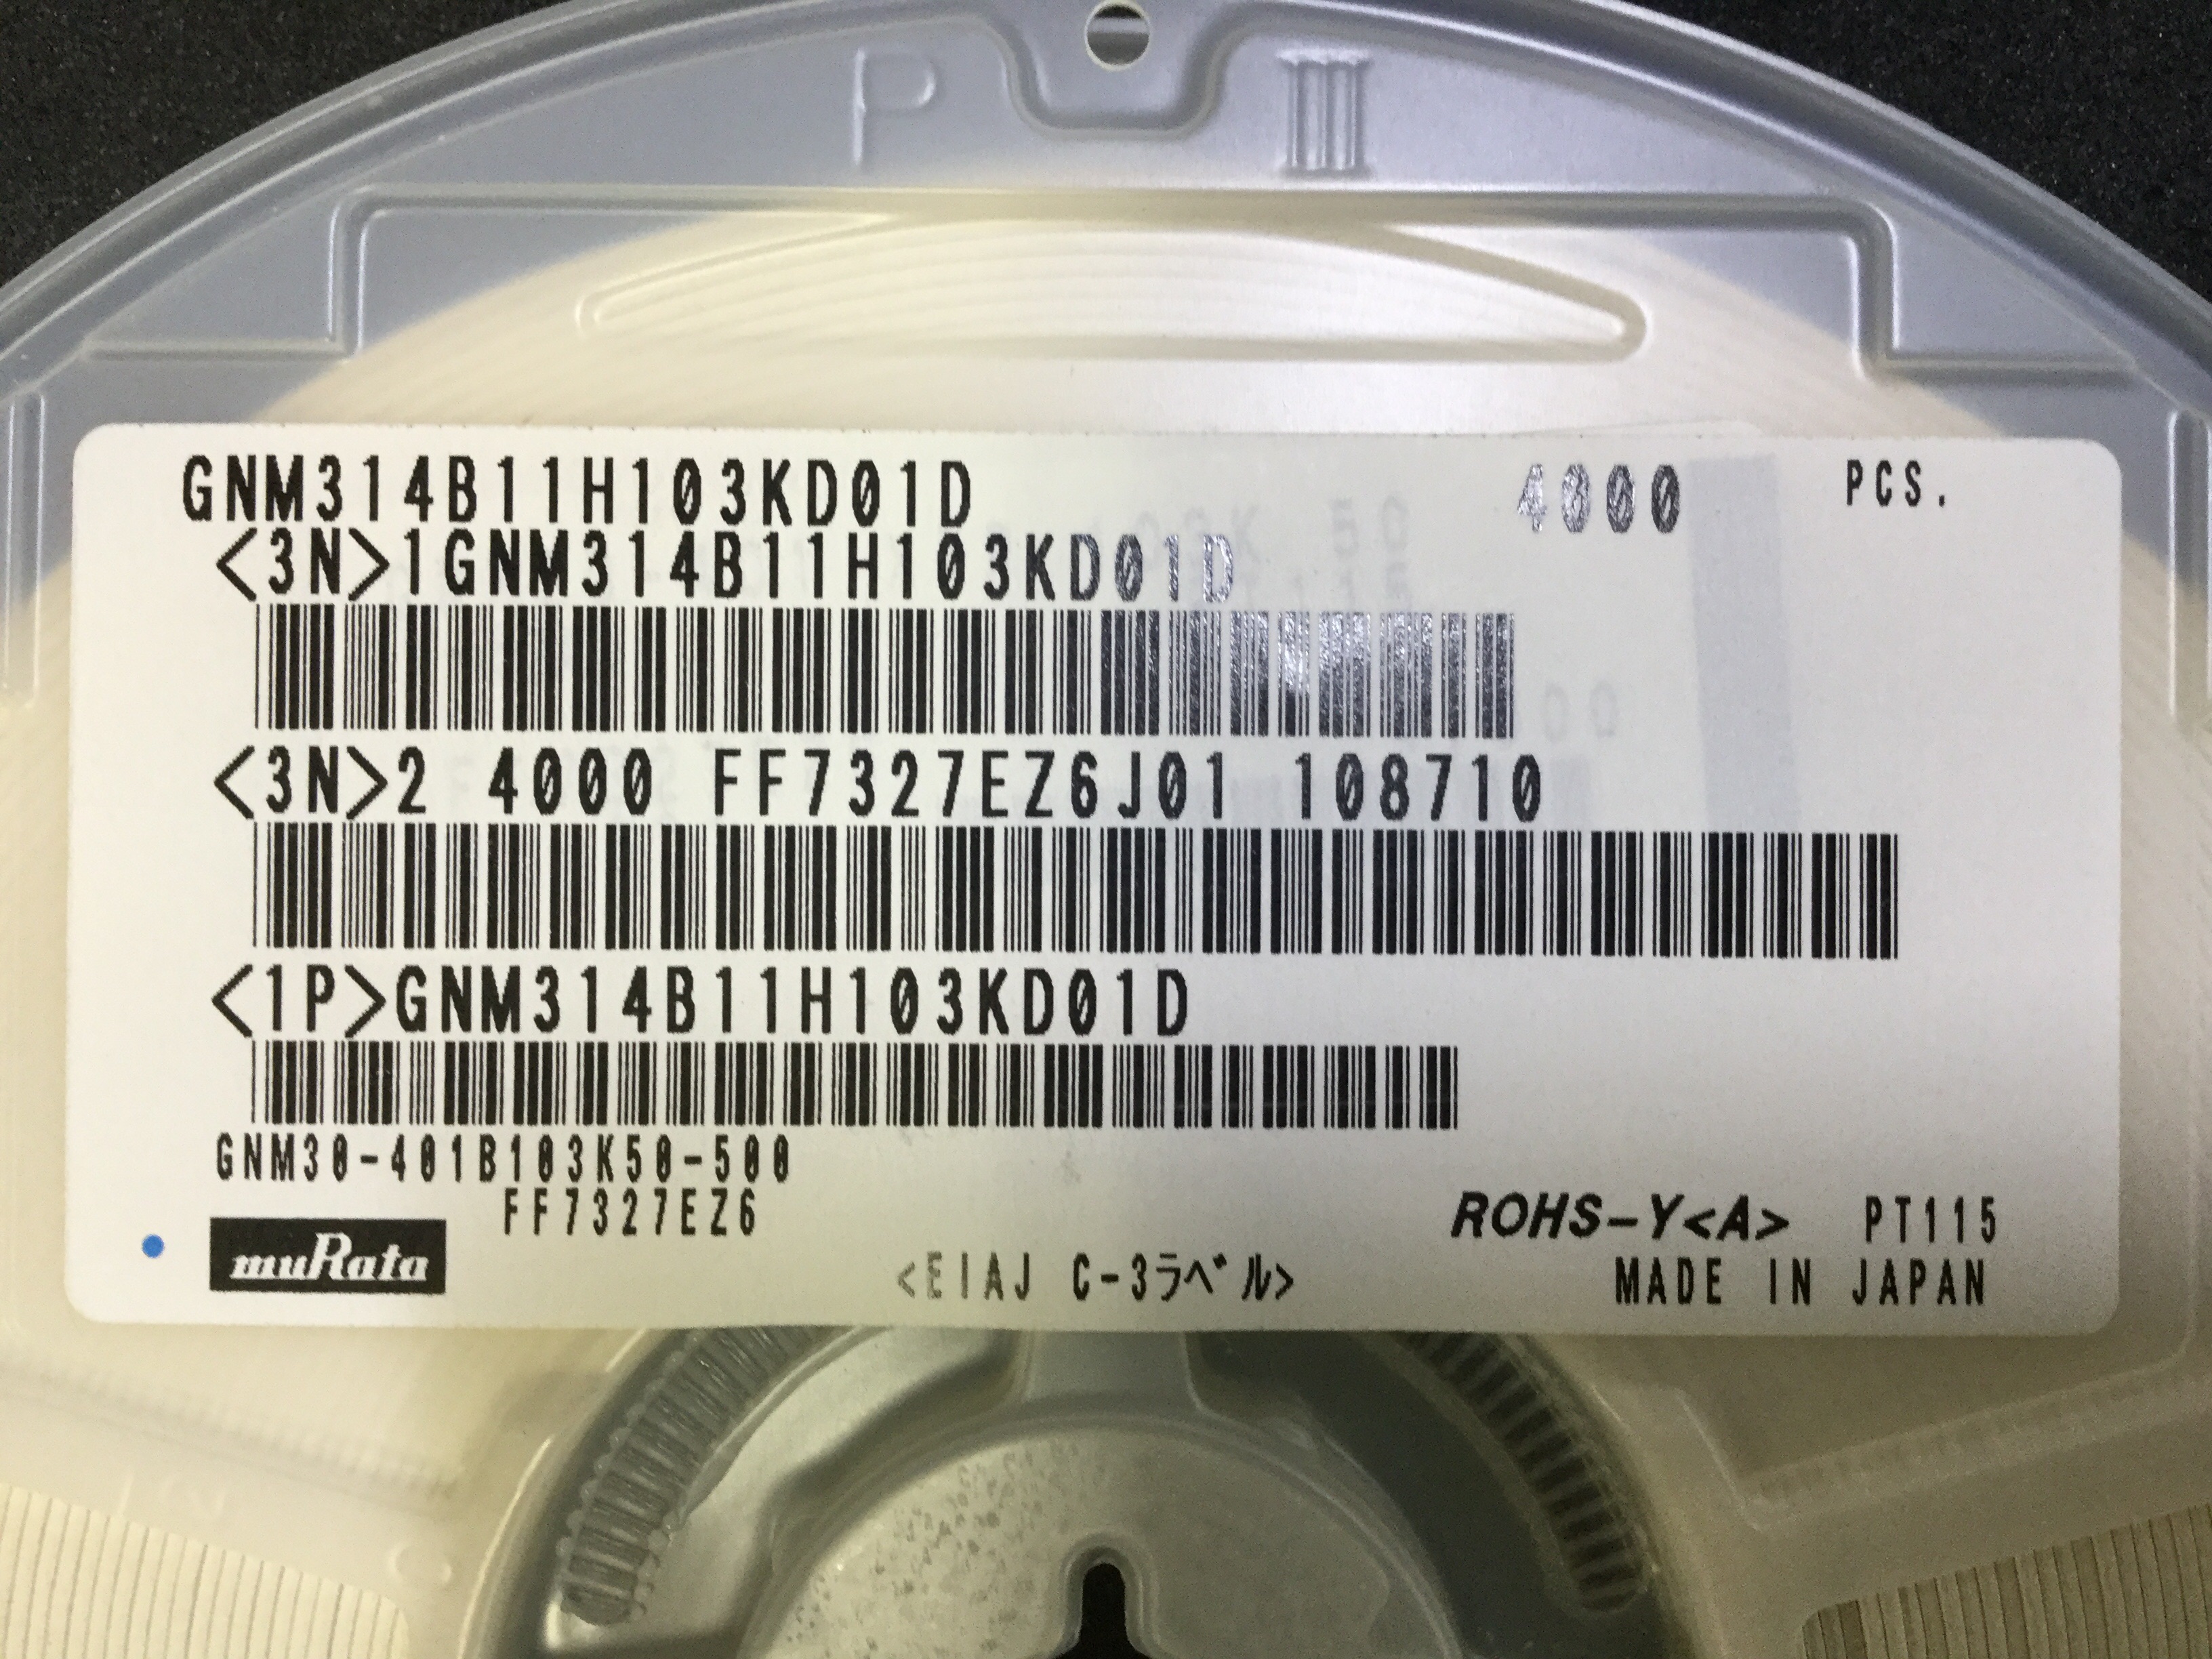 P III
GNM314B11H103KD01D 4000 PCS.
<3N>1GNM314B11H103KD01D
<3N>2 4000 FF7327EZ6J01 108710
<1P>GNM314B11H103KD01D
GNM30-401B103K50-500
FF7327EZ6
ROHS-Y<A> PT115
muRata
<EIAJ C-3ラベル>
MADE IN JAPAN